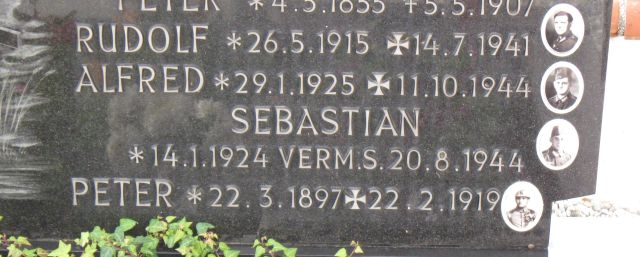 PETER *4.5.1835 +5.5.1907
RUDOLF *26.5.1915 ✠14.7.1941
ALFRED *29.1.1925 ✠11.10.1944
SEBASTIAN
*14.1.1924 VERM.S. 20.8.1944
PETER *22.3.1897 ✠22.2.1919